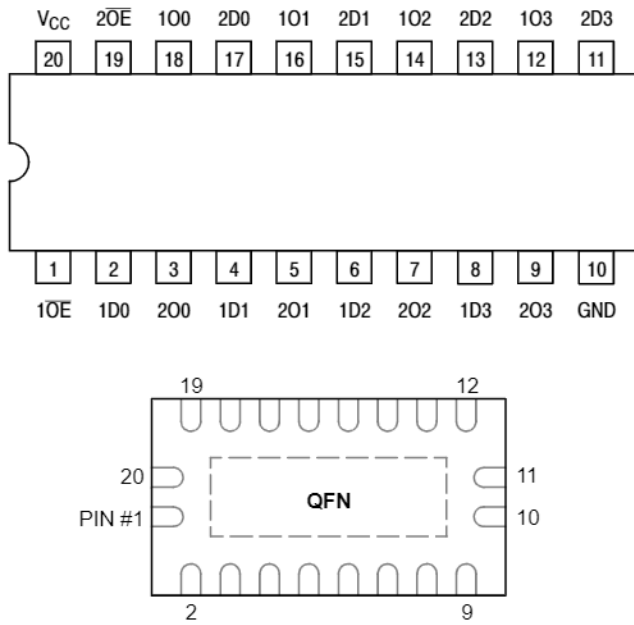 VCC 2O̅E̅ 1O0 2D0 1O1 2D1 1O2 2D2 1O3 2D3
20 19 18 17 16 15 14 13 12 11
1 2 3 4 5 6 7 8 9 10
1O̅E̅ 1D0 2O0 1D1 2O1 1D2 2O2 1D3 2O3 GND
19 12
20 11
QFN
PIN #1 10
2 9